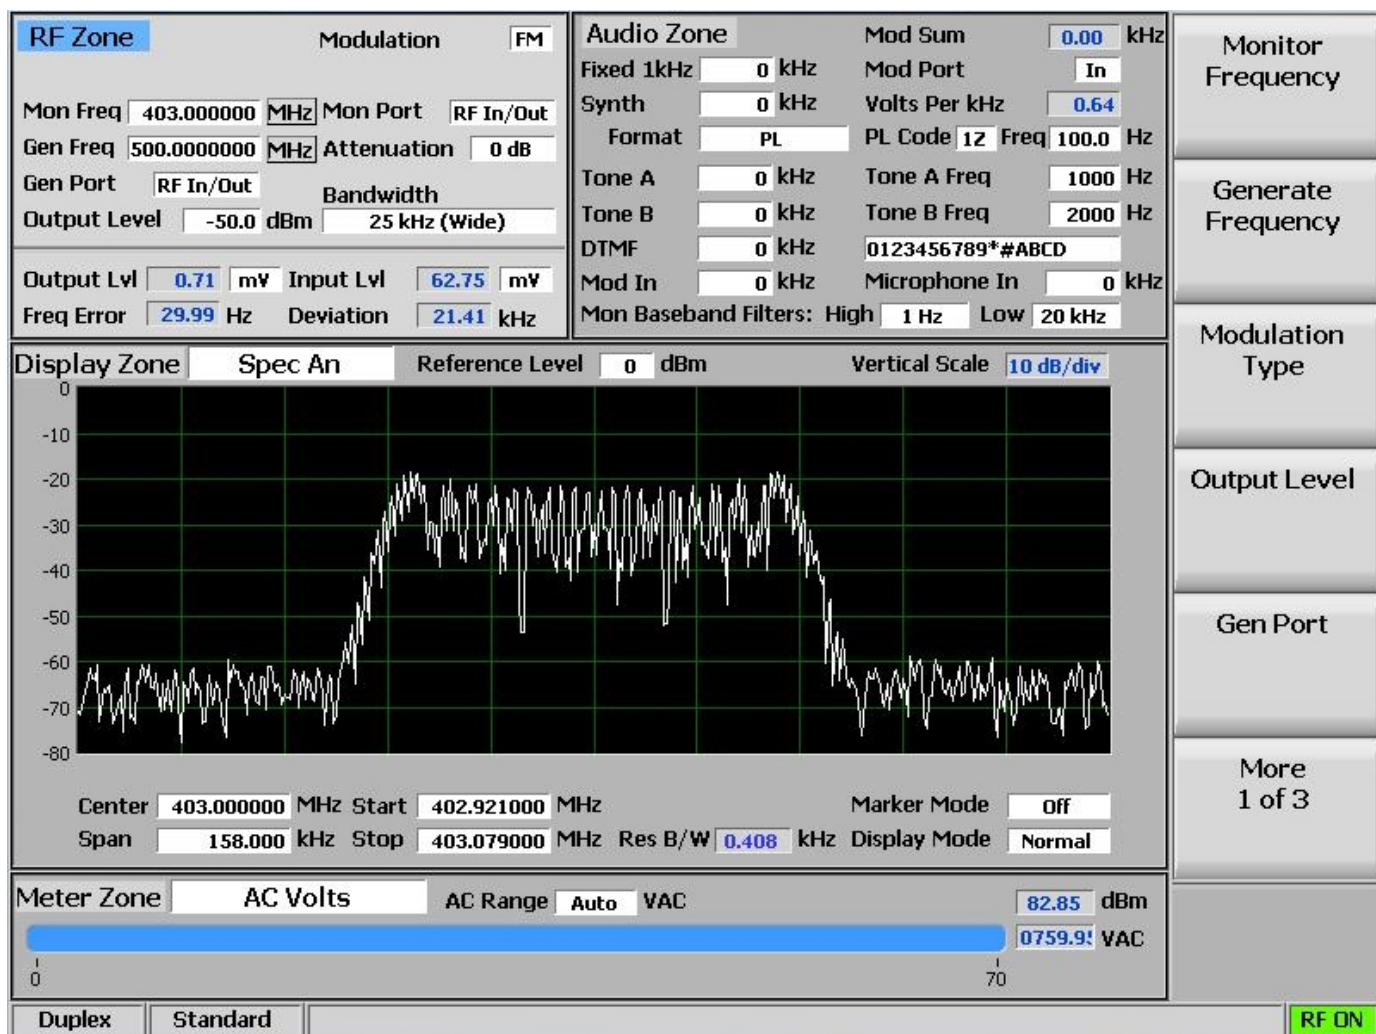 RF Zone Modulation FM
Mon Freq 403.000000 MHz Mon Port RF In/Out
Gen Freq 500.0000000 MHz Attenuation 0 dB
Gen Port RF In/Out
Bandwidth
Output Level -50.0 dBm 25 kHz (Wide)
Output Lvl 0.71 mV Input Lvl 62.75 mV
Freq Error 29.99 Hz Deviation 21.41 kHz
Audio Zone Mod Sum 0.00 kHz
Fixed 1kHz 0 kHz Mod Port In
Synth 0 kHz Volts Per kHz 0.64
Format PL PL Code 1Z Freq 100.0 Hz
Tone A 0 kHz Tone A Freq 1000 Hz
Tone B 0 kHz Tone B Freq 2000 Hz
DTMF 0 kHz 0123456789*#ABCD
Mod In 0 kHz Microphone In 0 kHz
Mon Baseband Filters: High 1 Hz Low 20 kHz
Display Zone Spec An Reference Level 0 dBm Vertical Scale 10 dB/div
0
-10
-20
-30
-40
-50
-60
-70
-80
Center 403.000000 MHz Start 402.921000 MHz Marker Mode Off
Span 158.000 kHz Stop 403.079000 MHz Res B/W 0.408 kHz Display Mode Normal
Meter Zone AC Volts AC Range Auto VAC 82.85 dBm
0759.9 VAC
0 70
Duplex Standard RF ON
Monitor
Frequency
Generate
Frequency
Modulation
Type
Output Level
Gen Port
More
1 of 3